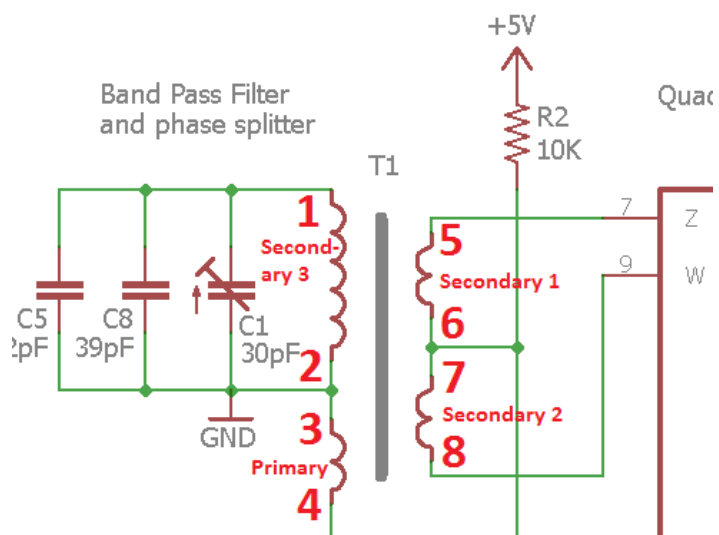 +5V
Band Pass Filter
and phase splitter
Quad
R2
10K
T1
1
Second-
ary 3
2
3
Primary
4
5
Secondary 1
6
7
Secondary 2
8
7
Z
9
W
C5
2pF
C8
39pF
C1
30pF
GND